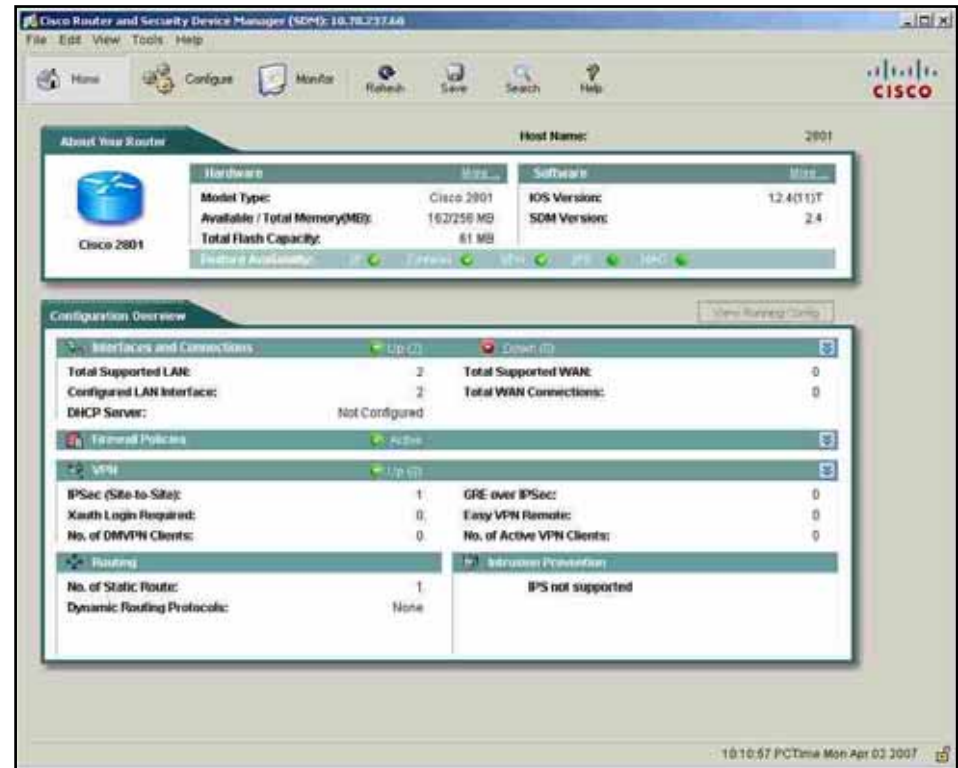 Cisco Router and Security Device Manager (SDM): 10.78.237.60
File Edit View Tools Help
Home Configure Monitor Refresh Save Search Help
CISCO
About Your Router
Host Name: 2801
Hardware More... Software More...
Model Type: Cisco 2801 IOS Version: 12.4(11)T
Available / Total Memory(MB): 162/256 MB SDM Version: 2.4
Total Flash Capacity: 61 MB
Cisco 2801
Feature Availability: IP Firewall VPN IPS NAC
Configuration Overview View Running Config
Interfaces and Connections Up (2) Down (0)
Total Supported LAN: 2 Total Supported WAN: 0
Configured LAN Interface: 2 Total WAN Connections: 0
DHCP Server: Not Configured
Firewall Policies Active
VPN Up (0)
IPSec (Site-to-Site): 1 GRE over IPSec: 0
Xauth Login Required: 0 Easy VPN Remote: 0
No. of DMVPN Clients: 0 No. of Active VPN Clients: 0
Routing Intrusion Prevention
No. of Static Route: 1 IPS not supported
Dynamic Routing Protocols: None
10:10:57 PCTime Mon Apr 02 2007